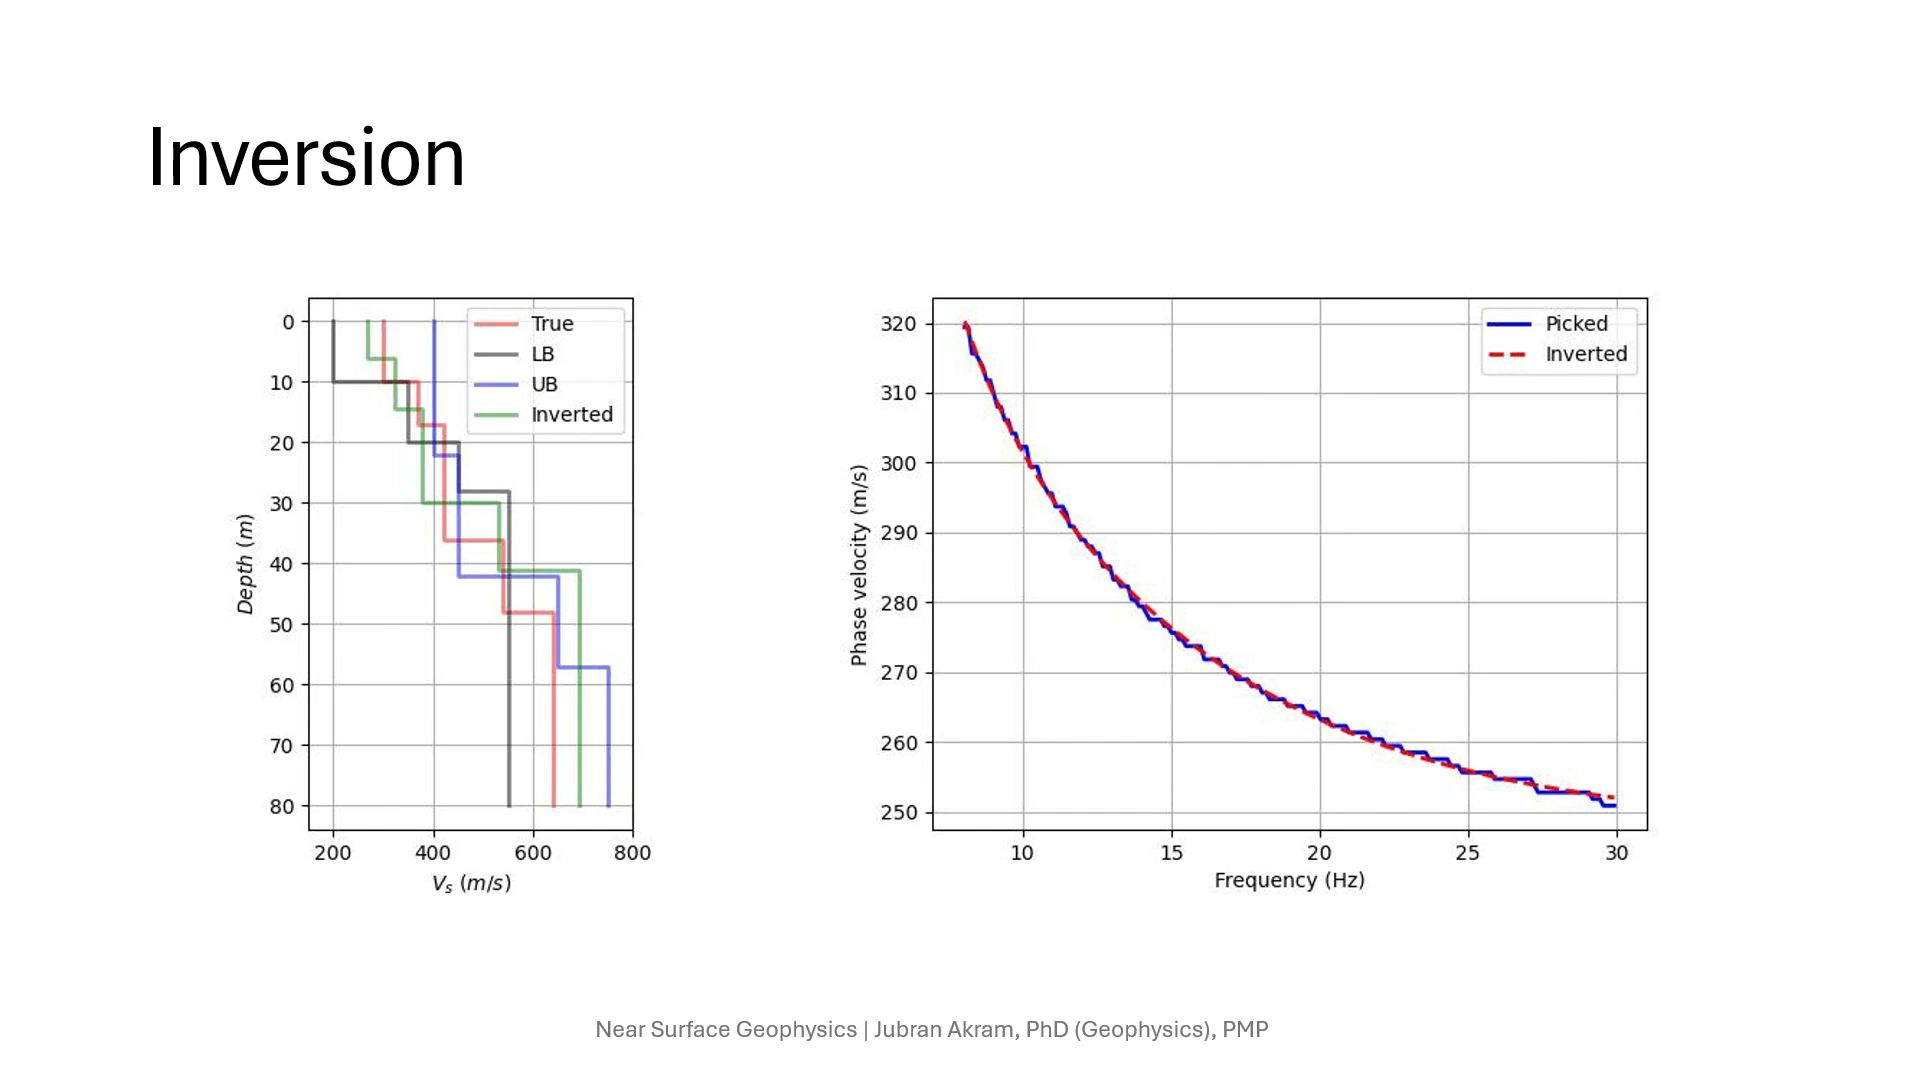 Inversion
True
LB
UB
Inverted
0
10
20
30
40
50
60
70
80
Depth (m)
200 400 600 800
Vs (m/s)
Picked
Inverted
320
310
300
290
280
270
260
250
Phase velocity (m/s)
10 15 20 25 30
Frequency (Hz)
Near Surface Geophysics | Jubran Akram, PhD (Geophysics), PMP